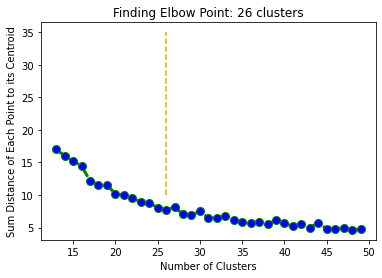 Finding Elbow Point: 26 clusters
Sum Distance of Each Point to its Centroid
35
30
25
20
15
10
5
15 20 25 30 35 40 45 50
Number of Clusters